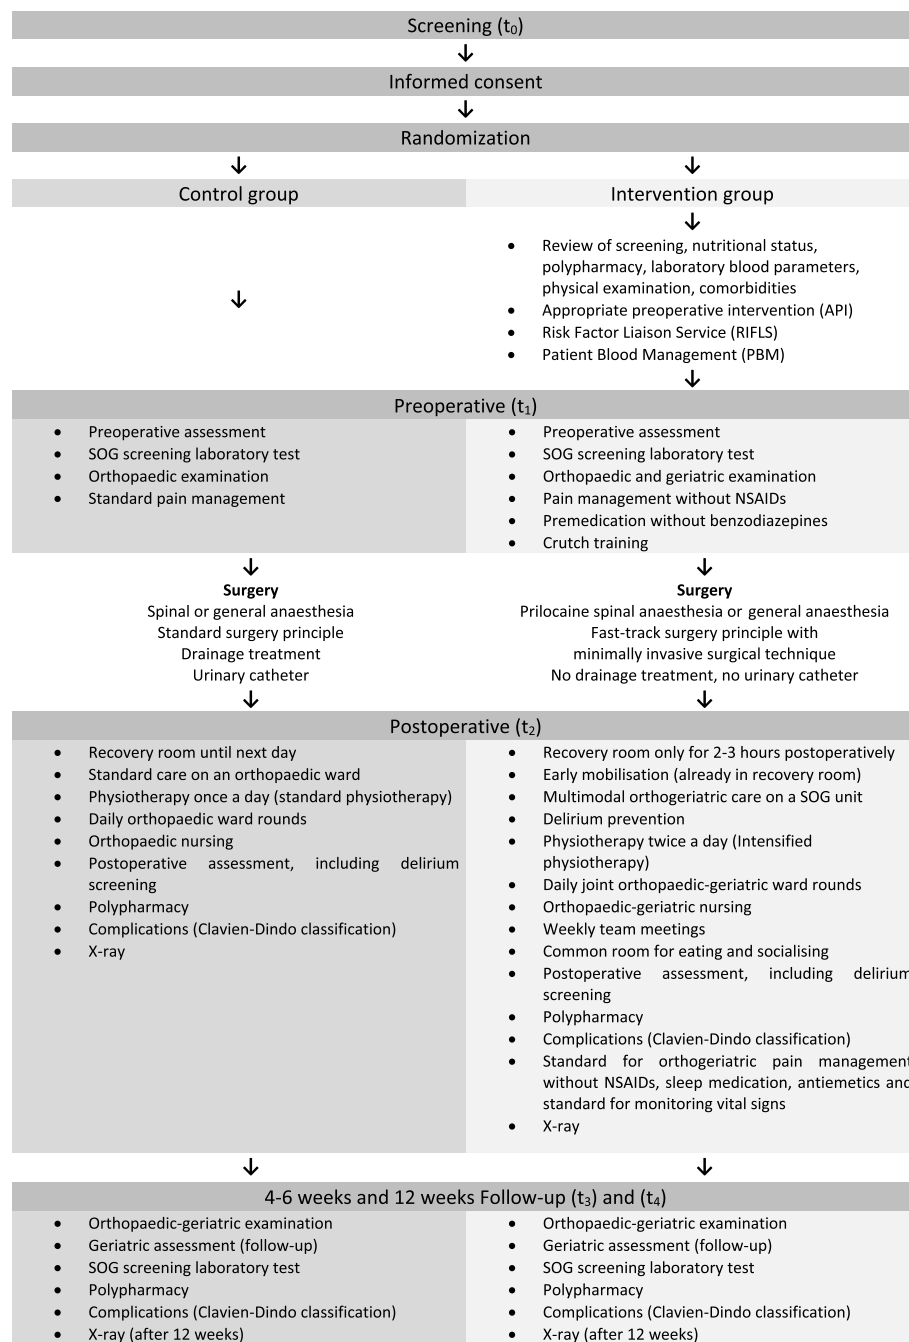 Screening (t0)
↓
Informed consent
↓
Randomization
↓ ↓
Control group
Intervention group
↓
• Review of screening, nutritional status,
polypharmacy, laboratory blood parameters,
physical examination, comorbidities
• Appropriate preoperative intervention (API)
• Risk Factor Liaison Service (RIFLS)
• Patient Blood Management (PBM)
↓
↓
Preoperative (t1)
• Preoperative assessment
• SOG screening laboratory test
• Orthopaedic examination
• Standard pain management
• Preoperative assessment
• SOG screening laboratory test
• Orthopaedic and geriatric examination
• Pain management without NSAIDs
• Premedication without benzodiazepines
• Crutch training
↓
Surgery
Spinal or general anaesthesia
Standard surgery principle
Drainage treatment
Urinary catheter
↓
↓
Surgery
Prilocaine spinal anaesthesia or general anaesthesia
Fast-track surgery principle with
minimally invasive surgical technique
No drainage treatment, no urinary catheter
↓
Postoperative (t2)
• Recovery room until next day
• Standard care on an orthopaedic ward
• Physiotherapy once a day (standard physiotherapy)
• Daily orthopaedic ward rounds
• Orthopaedic nursing
• Postoperative assessment, including delirium
screening
• Polypharmacy
• Complications (Clavien-Dindo classification)
• X-ray
• Recovery room only for 2-3 hours postoperatively
• Early mobilisation (already in recovery room)
• Multimodal orthogeriatric care on a SOG unit
• Delirium prevention
• Physiotherapy twice a day (Intensified
physiotherapy)
• Daily joint orthopaedic-geriatric ward rounds
• Orthopaedic-geriatric nursing
• Weekly team meetings
• Common room for eating and socialising
• Postoperative assessment, including delirium
screening
• Polypharmacy
• Complications (Clavien-Dindo classification)
• Standard for orthogeriatric pain management
without NSAIDs, sleep medication, antiemetics and
standard for monitoring vital signs
• X-ray
↓ ↓
4-6 weeks and 12 weeks Follow-up (t3) and (t4)
• Orthopaedic-geriatric examination
• Geriatric assessment (follow-up)
• SOG screening laboratory test
• Polypharmacy
• Complications (Clavien-Dindo classification)
• X-ray (after 12 weeks)
• Orthopaedic-geriatric examination
• Geriatric assessment (follow-up)
• SOG screening laboratory test
• Polypharmacy
• Complications (Clavien-Dindo classification)
• X-ray (after 12 weeks)